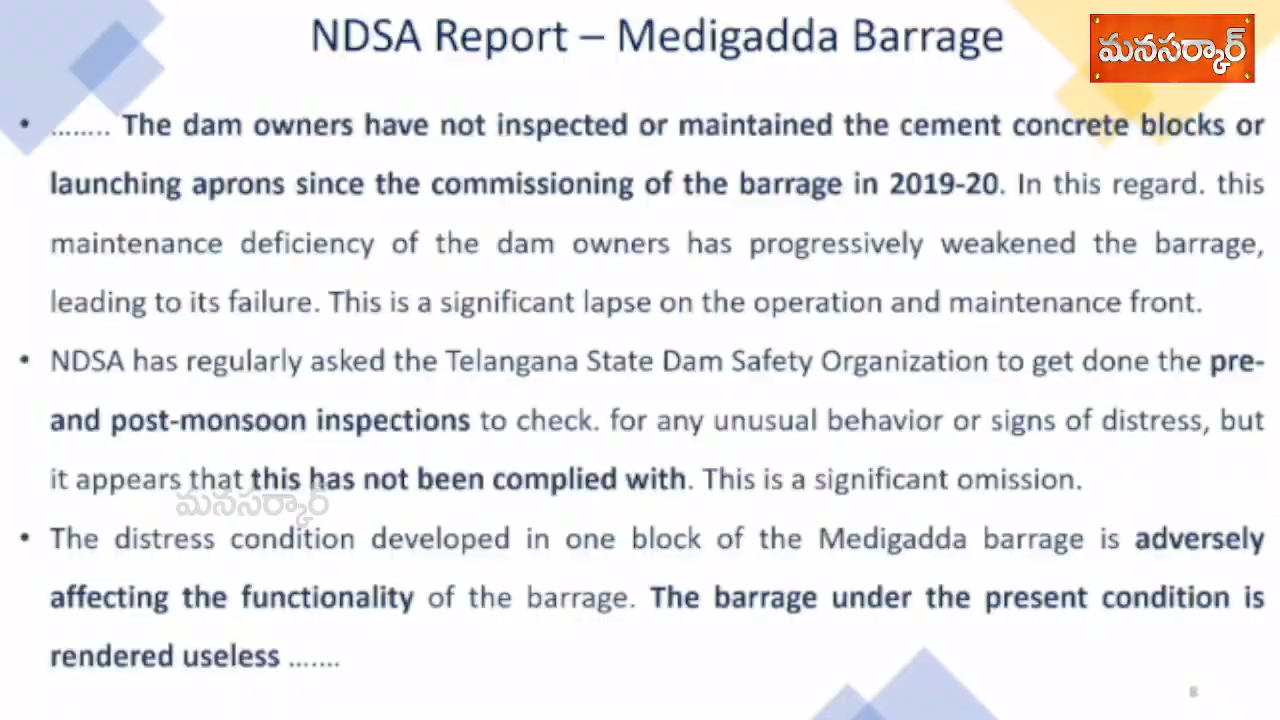 NDSA Report – Medigadda Barrage
మనసర్కార్
• ........ The dam owners have not inspected or maintained the cement concrete blocks or
launching aprons since the commissioning of the barrage in 2019-20. In this regard. this
maintenance deficiency of the dam owners has progressively weakened the barrage,
leading to its failure. This is a significant lapse on the operation and maintenance front.
• NDSA has regularly asked the Telangana State Dam Safety Organization to get done the pre-
and post-monsoon inspections to check. for any unusual behavior or signs of distress, but
it appears that this has not been complied with. This is a significant omission.
మనసర్కార్
• The distress condition developed in one block of the Medigadda barrage is adversely
affecting the functionality of the barrage. The barrage under the present condition is
rendered useless .......
8